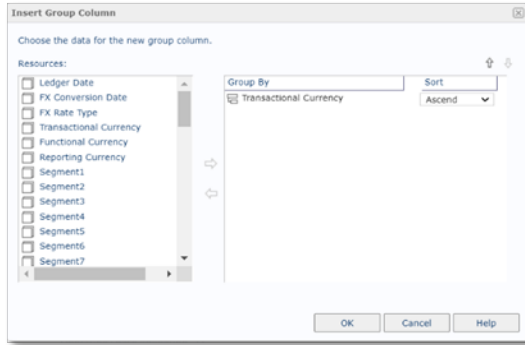 Insert Group Column
Choose the data for the new group column.
Resources:
Ledger Date
FX Conversion Date
FX Rate Type
Transactional Currency
Functional Currency
Reporting Currency
Segment1
Segment2
Segment3
Segment4
Segment5
Segment6
Segment7
Group By Sort
Transactional Currency Ascend
OK Cancel Help